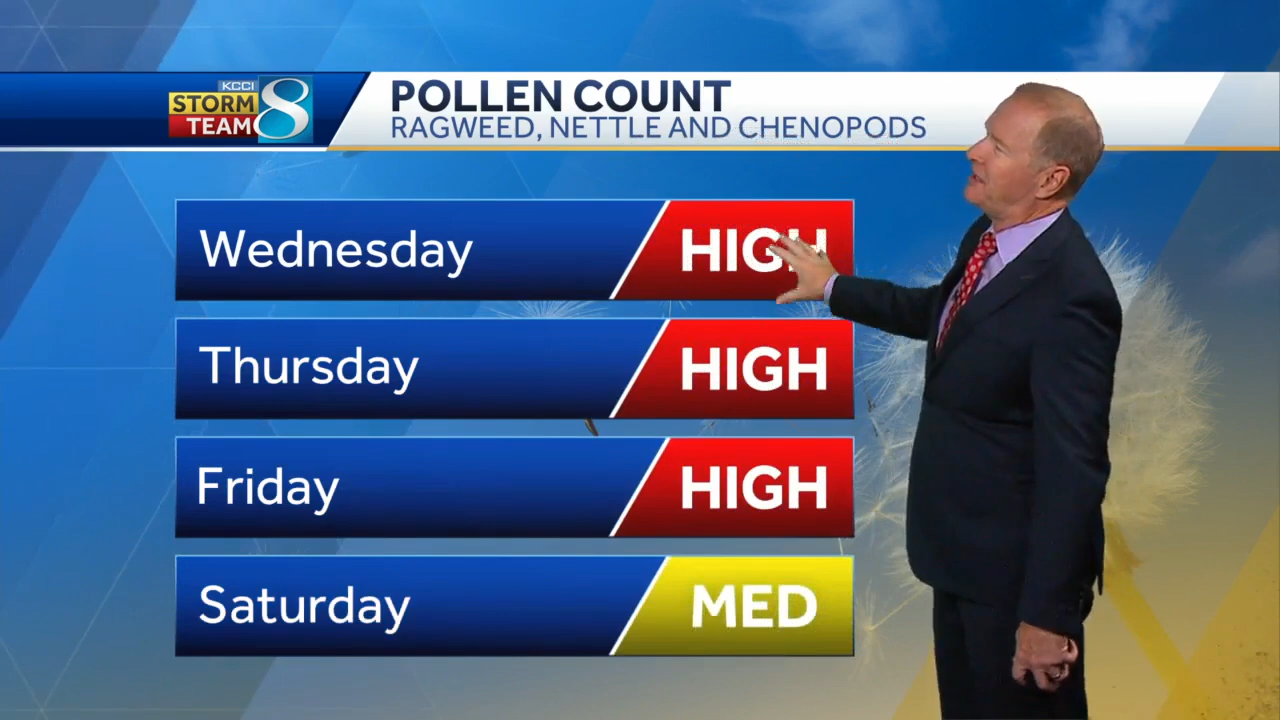 KCCI
STORM
TEAM 8
POLLEN COUNT
RAGWEED, NETTLE AND CHENOPODS
Wednesday HIGH
Thursday HIGH
Friday HIGH
Saturday MED